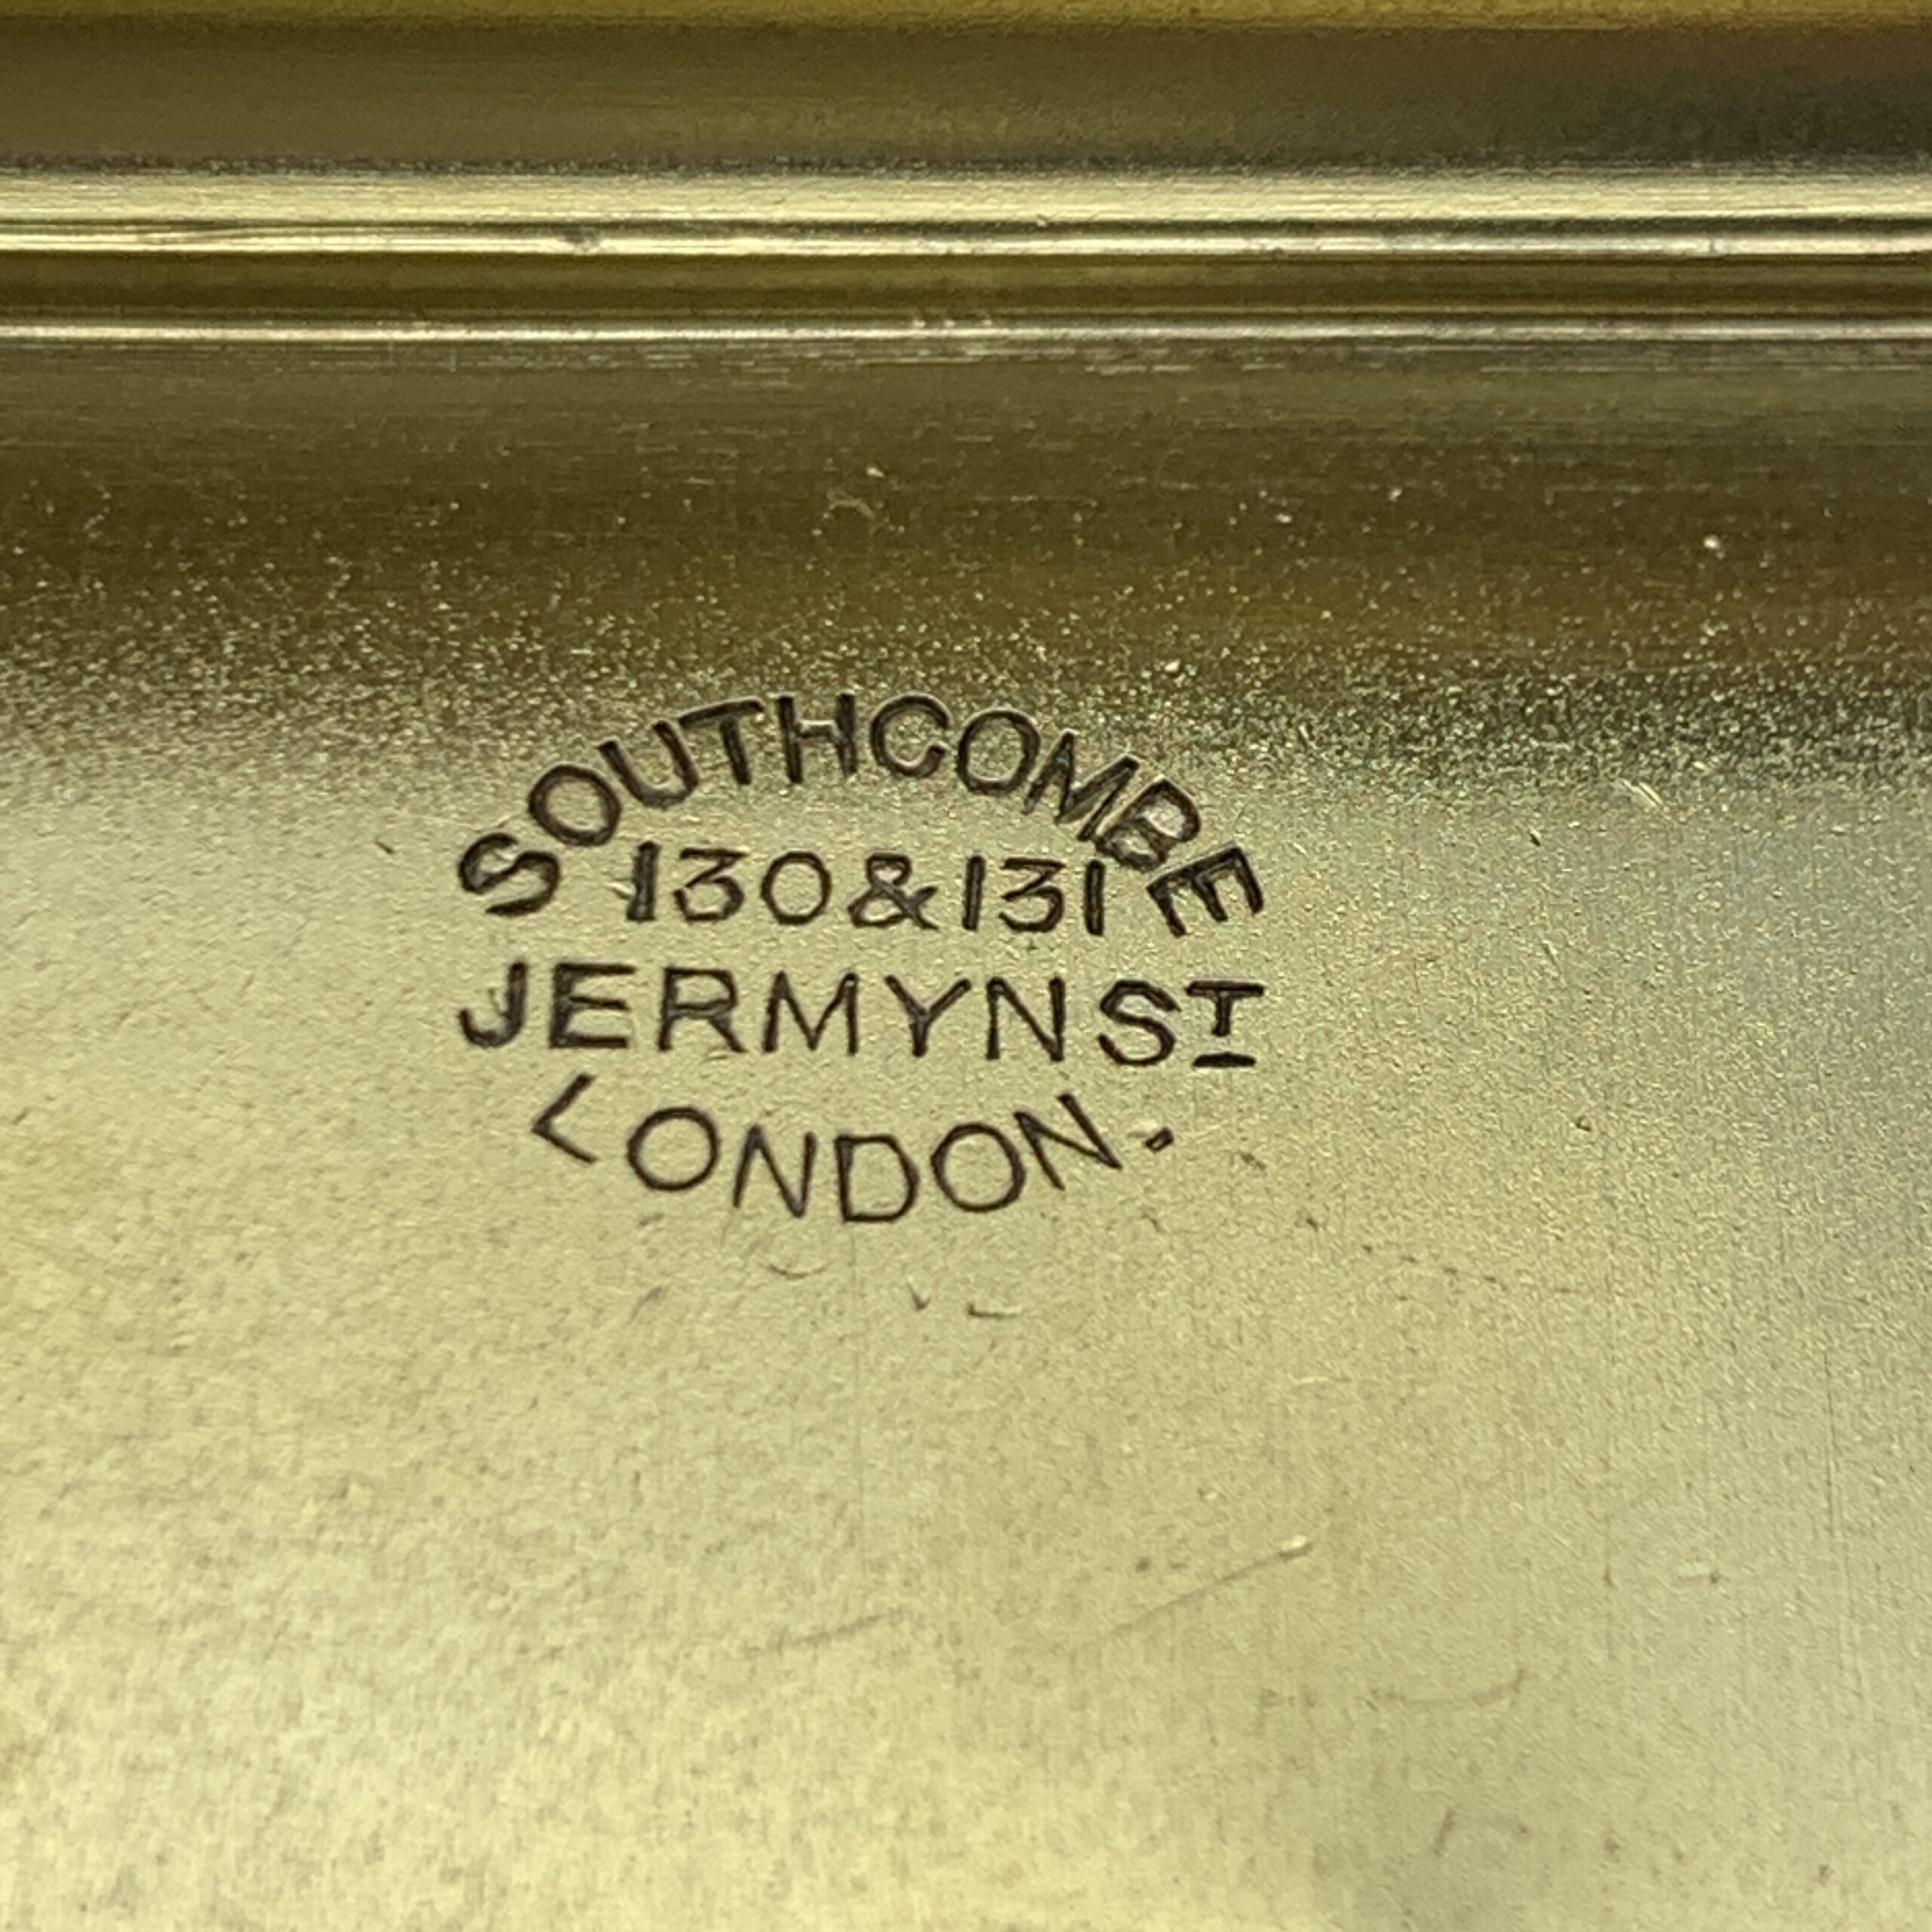 SOUTHCOMBE
130 & 131
JERMYN ST
LONDON.